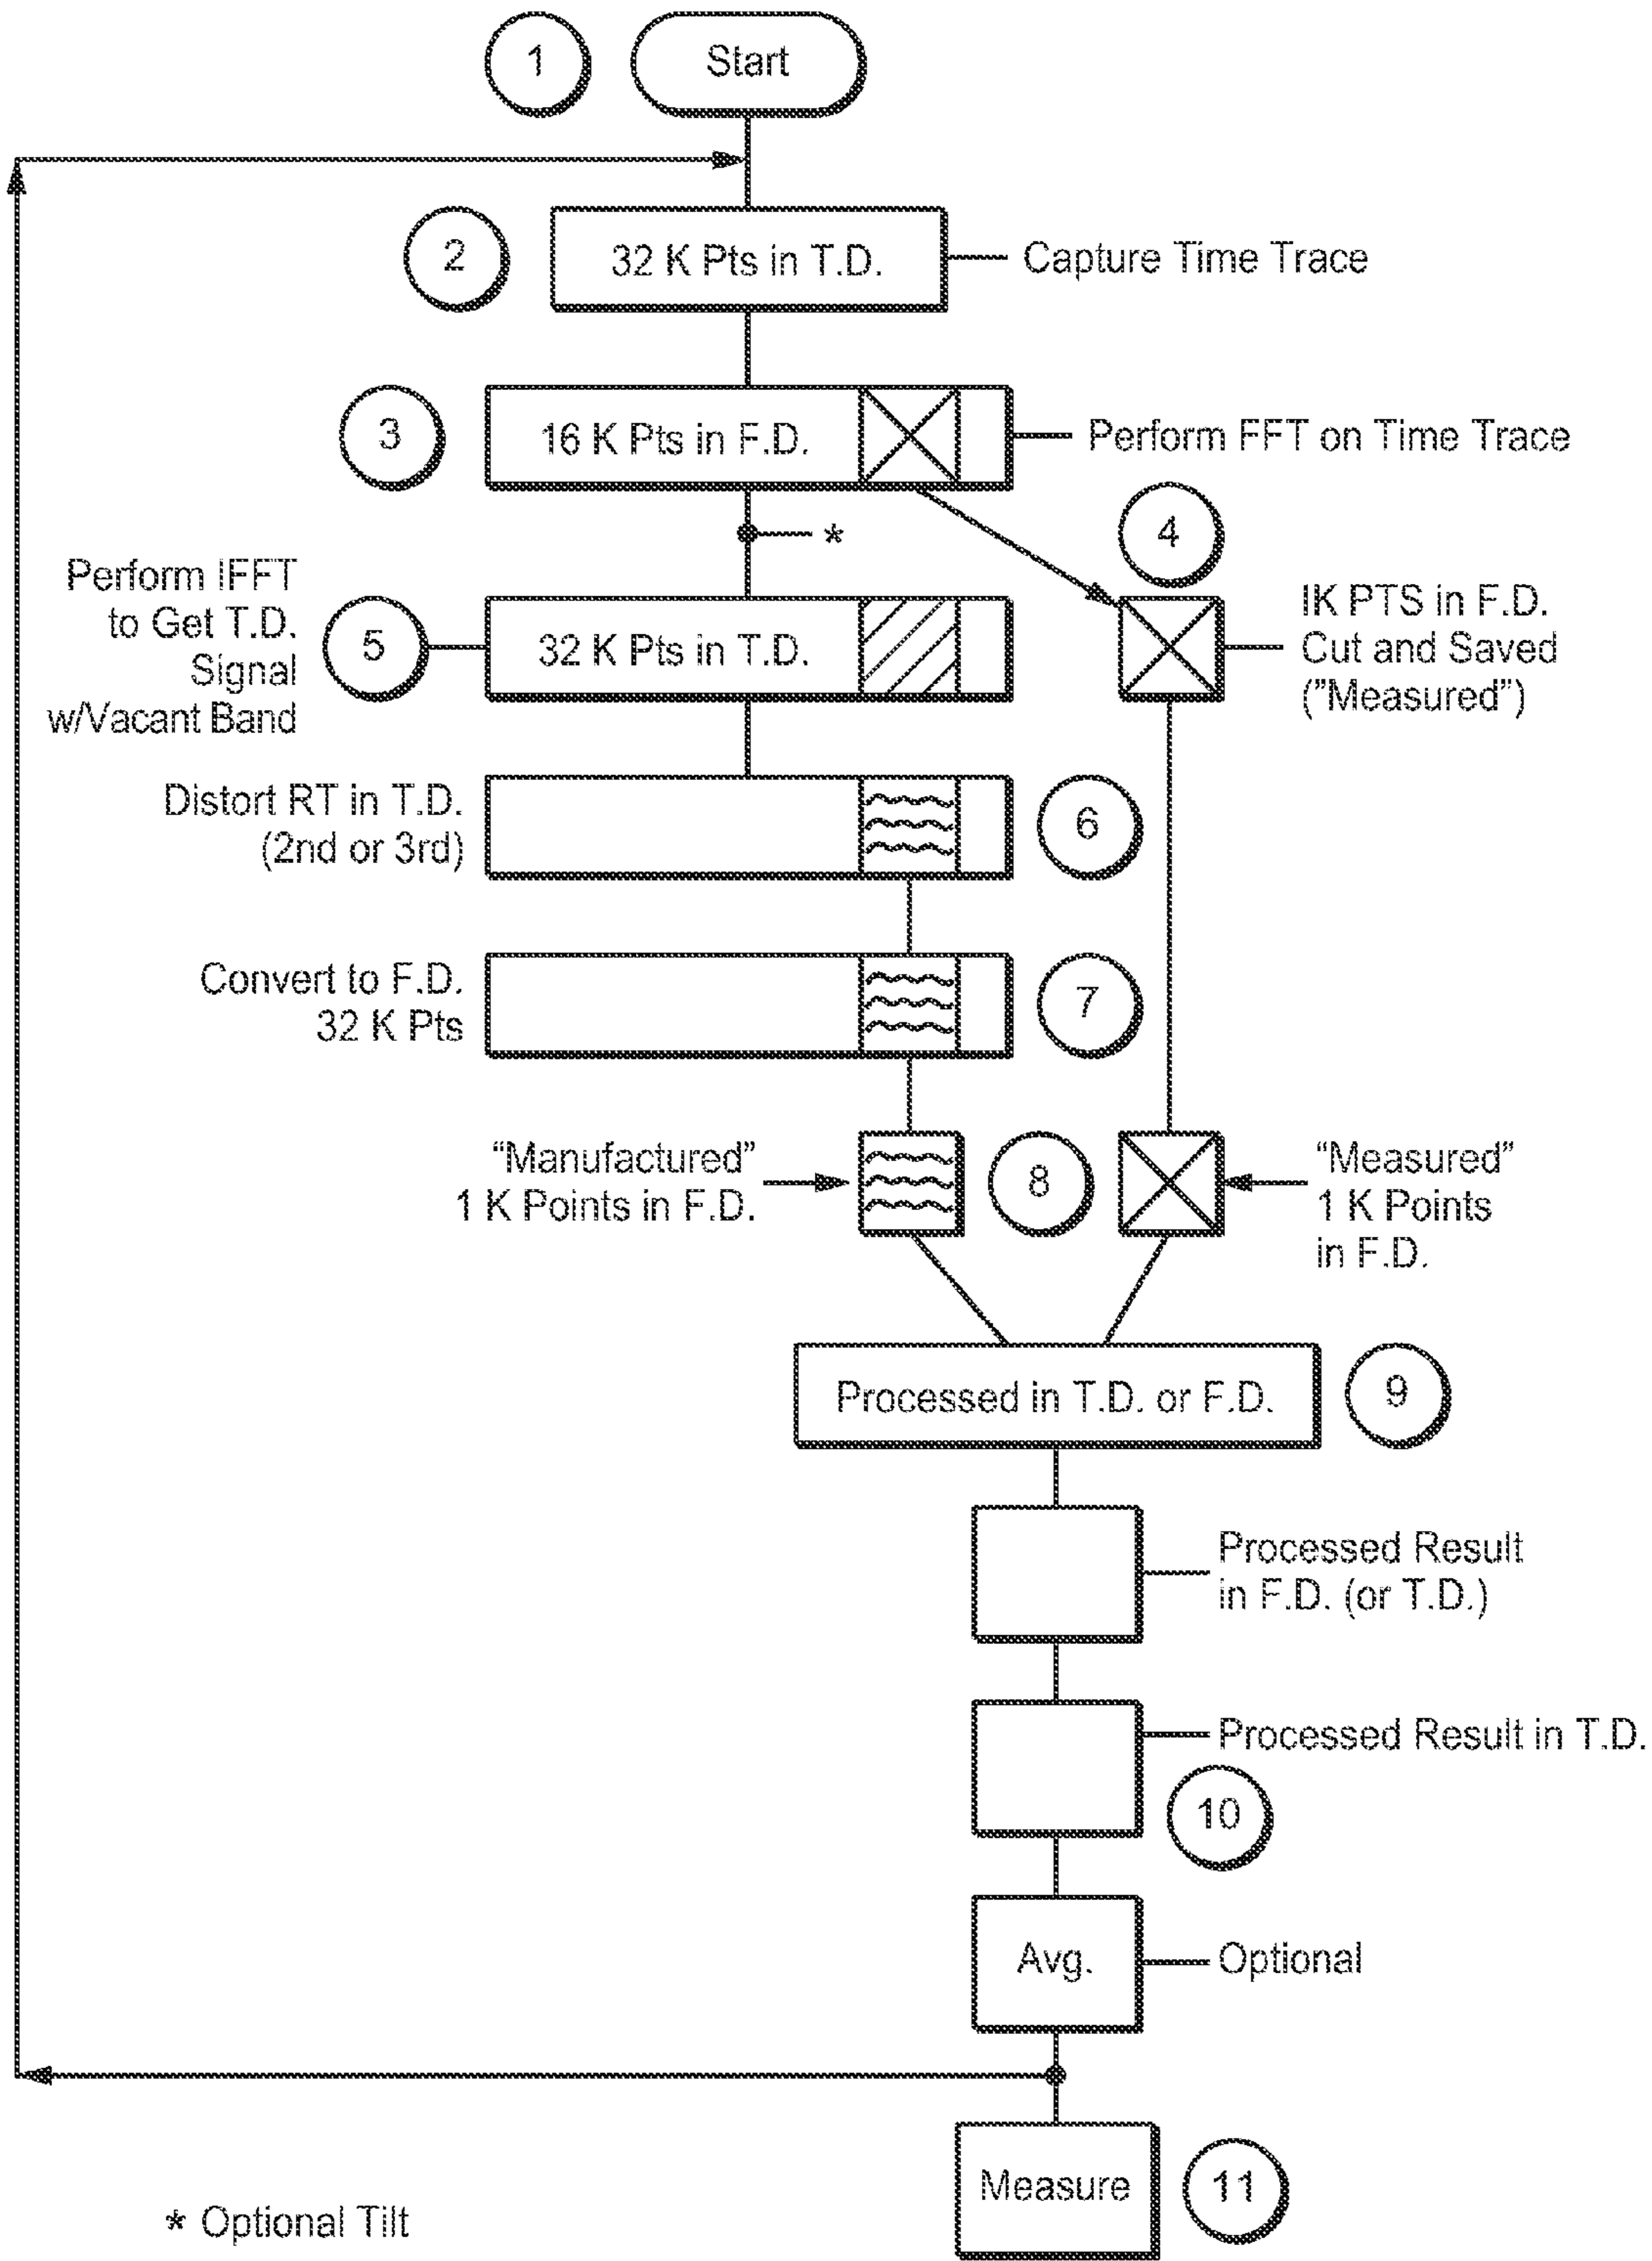 1
Start
2
32 K Pts in T.D.
Capture Time Trace
3
16 K Pts in F.D.
Perform FFT on Time Trace
*
4
Perform IFFT
to Get T.D.
Signal
w/Vacant Band
5
32 K Pts in T.D.
IK PTS in F.D.
Cut and Saved
("Measured")
Distort RT in T.D.
(2nd or 3rd)
6
Convert to F.D.
32 K Pts
7
"Manufactured"
1 K Points in F.D.
8
"Measured"
1 K Points
in F.D.
Processed in T.D. or F.D.
9
Processed Result
in F.D. (or T.D.)
Processed Result in T.D.
10
Avg.
Optional
Measure
11
* Optional Tilt